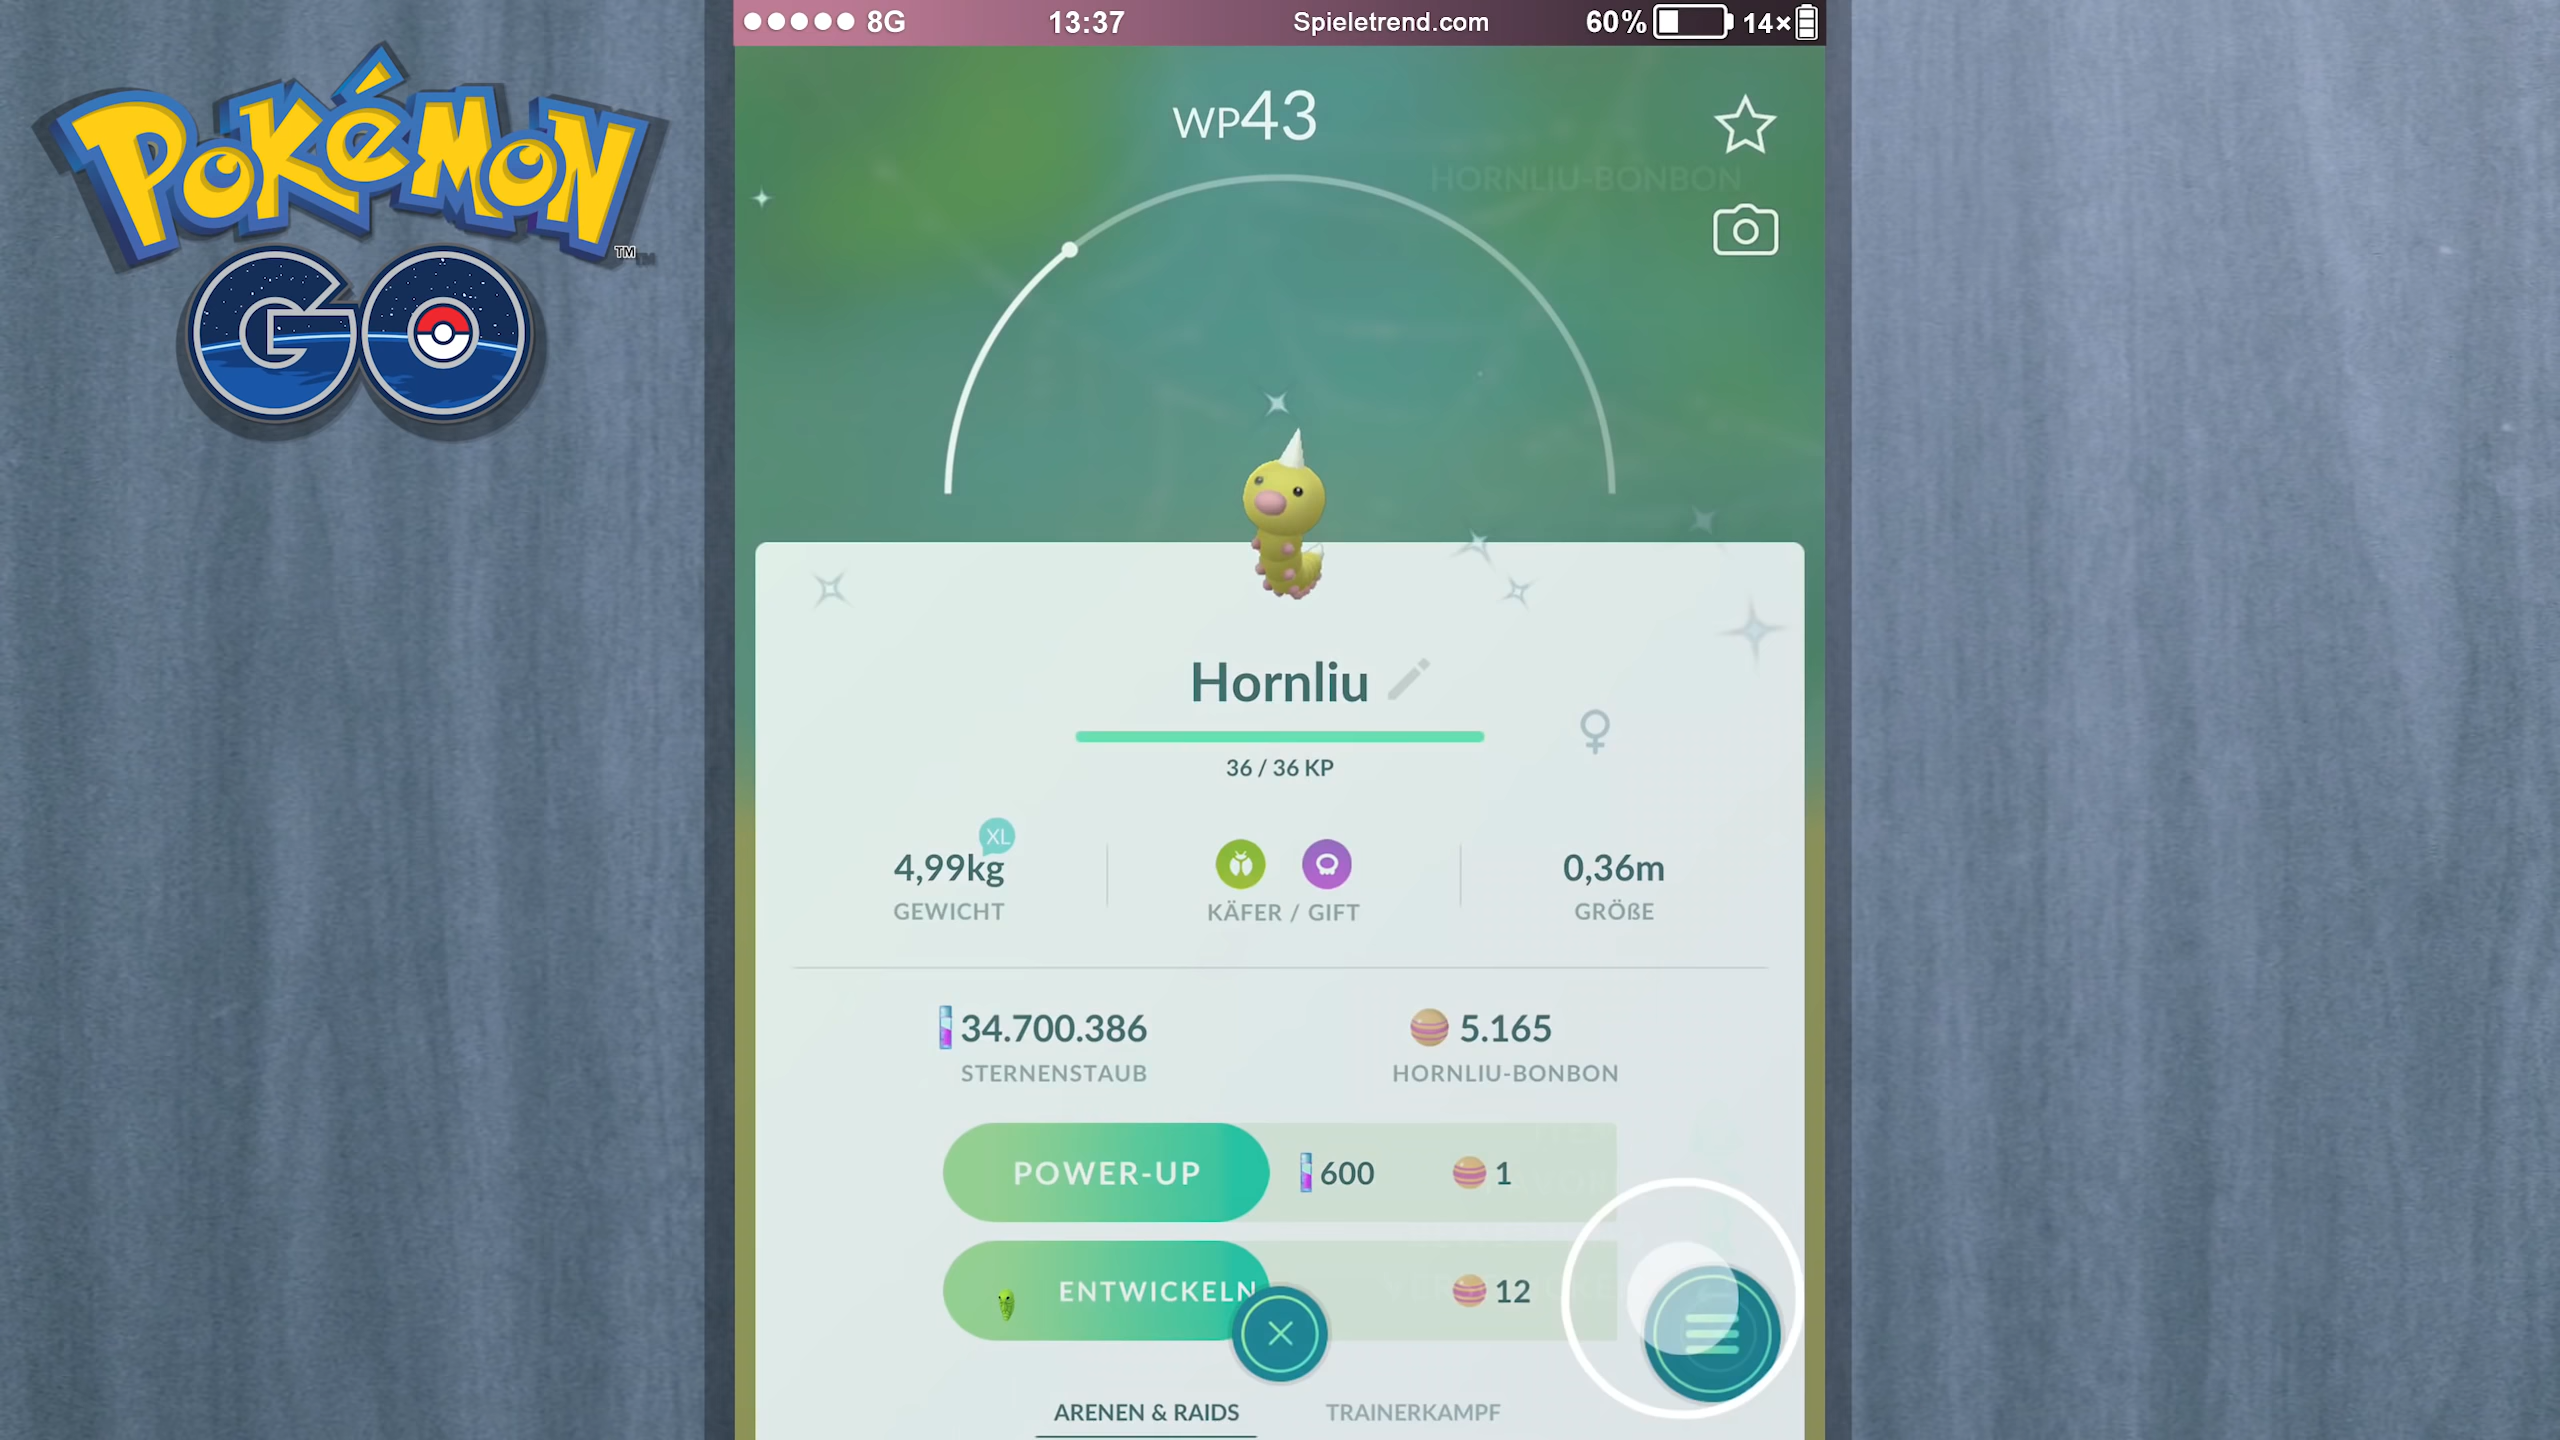 8G 13:37 Spieletrend.com 60% 14×
POKéMON
TM
GO
WP43
HORNLIU-BONBON
Hornliu
36 / 36 KP
XL
4,99kg
GEWICHT
KÄFER / GIFT
0,36m
GRÖßE
34.700.386
STERNENSTAUB
5.165
HORNLIU-BONBON
POWER-UP 600 1
ENTWICKELN 12
ARENEN & RAIDS TRAINERKAMPF